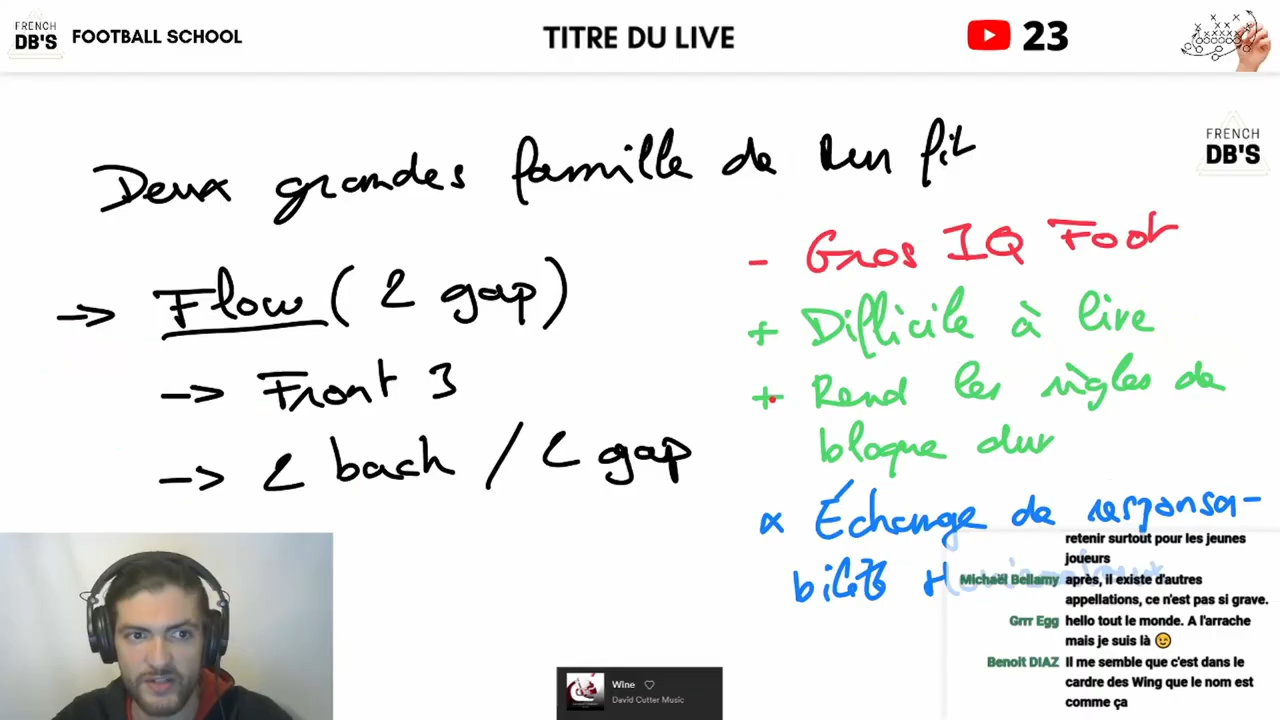 FRENCH
DB'S
FOOTBALL SCHOOL
TITRE DU LIVE
23
FRENCH
DB'S
Deux grandes famille de Run fit
→ Flow (2 gap)
→ Front 3
→ 2 back / 2 gap
- Gros IQ Foot
+ Difficile à lire
+ Rend les règles de
bloque dur
Échange de responsa-
bilité
retenir surtout pour les jeunes
joueurs
Michaël Bellamy après, il existe d'autres
appellations, ce n'est pas si grave.
Grrr Egg hello tout le monde. A l'arrache
mais je suis là 😉
Benoit DIAZ Il me semble que c'est dans le
cardre des Wing que le nom est
comme ça
Wine
David Cutter Music